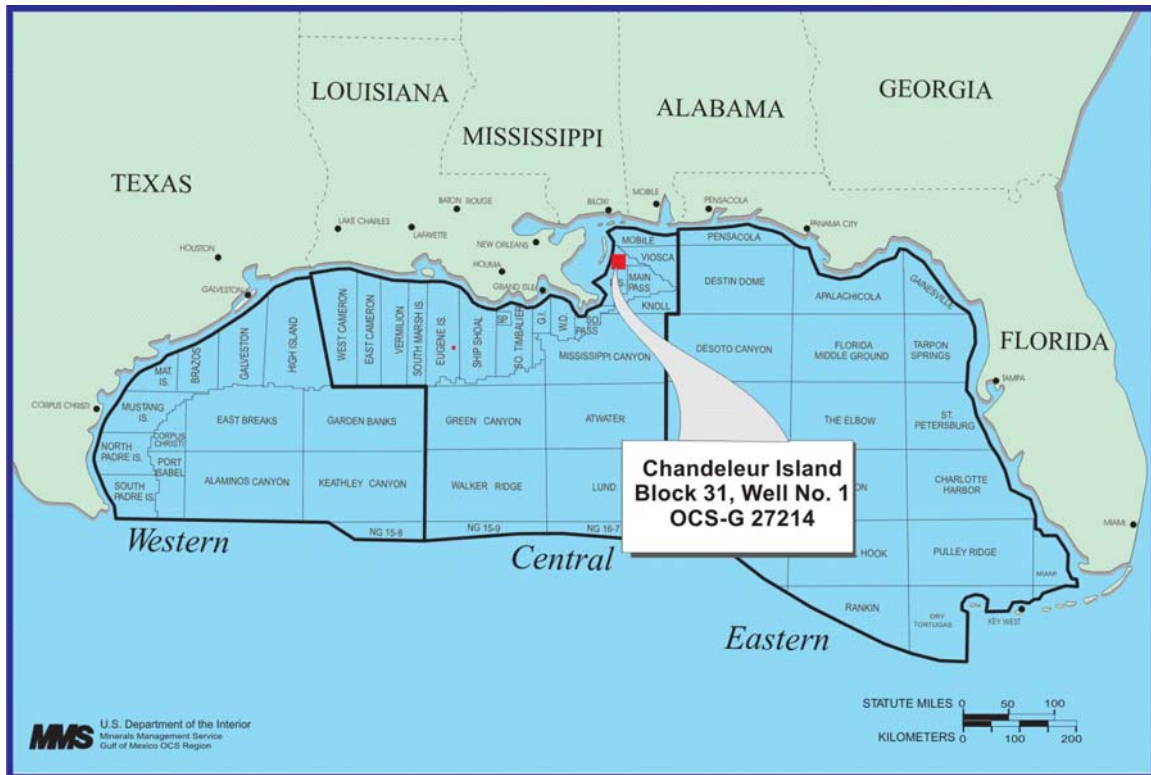 GEORGIA
LOUISIANA
ALABAMA
MISSISSIPPI
TEXAS
FLORIDA
BATON ROUGE
BILOXI
MOBILE
PENSACOLA
LAKE CHARLES
LAFAYETTE
NEW ORLEANS
PANAMA CITY
HOUSTON
HOUMA
GALVESTON
GRAND ISLE
CORPUS CHRISTI
TAMPA
MIAMI
KEY WEST
MOBILE
VIOSCA
MAIN
PASS
KNOLL
PENSACOLA
DESTIN DOME
APALACHICOLA
GAINESVILLE
MAT.
IS.
BRAZOS
GALVESTON
HIGH ISLAND
WEST CAMERON
EAST CAMERON
VERMILION
SOUTH MARSH IS.
EUGENE IS.
SHIP SHOAL
SO. TIMBALIER
G.I.
W.D.
SO.
PASS
MISSISSIPPI CANYON
DESOTO CANYON
FLORIDA
MIDDLE GROUND
TARPON
SPRINGS
MUSTANG
IS.
EAST BREAKS
GARDEN BANKS
GREEN CANYON
ATWATER
THE ELBOW
ST.
PETERSBURG
NORTH
PADRE IS.
CORPUS
CHRISTI
PORT
ISABEL
SOUTH
PADRE IS.
ALAMINOS CANYON
KEATHLEY CANYON
WALKER RIDGE
LUND
CHARLOTTE
HARBOR
NG 15-8
NG 15-9
NG 16-7
HOOK
PULLEY RIDGE
MIAMI
RANKIN
DRY
TORTUGAS
Chandeleur Island
Block 31, Well No. 1
OCS-G 27214
Western
Central
Eastern
STATUTE MILES
0 50 100
KILOMETERS
0 100 200
MMS
U.S. Department of the Interior
Minerals Management Service
Gulf of Mexico OCS Region